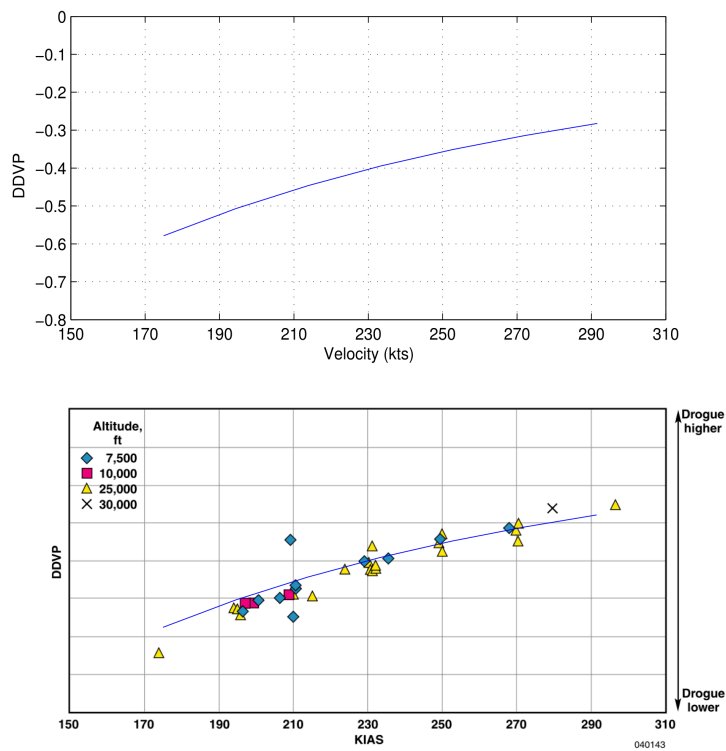 0
−0.1
−0.2
−0.3
−0.4
−0.5
−0.6
−0.7
−0.8
DDVP
150 170 190 210 230 250 270 290 310
Velocity (kts)
Altitude,
ft
7,500
10,000
25,000
30,000
Drogue
higher
DDVP
Drogue
lower
150 170 190 210 230 250 270 290 310
KIAS
040143